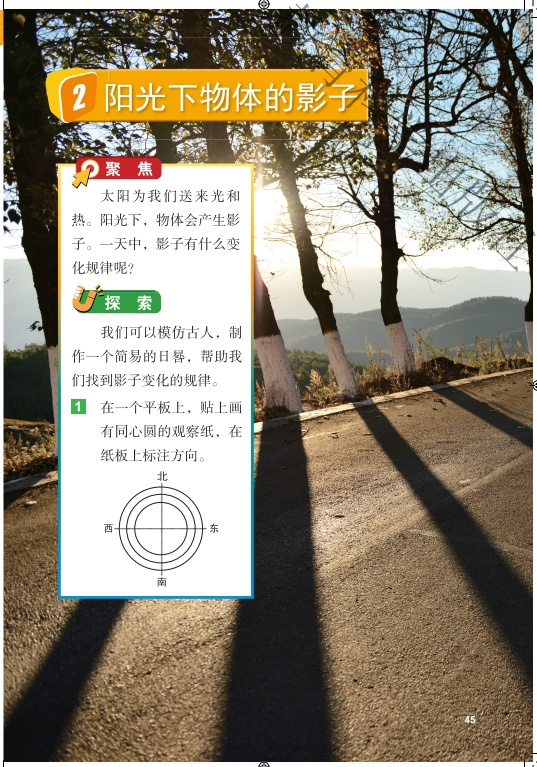 2 阳光下物体的影子
聚 焦
太阳为我们送来光和
热。阳光下，物体会产生影
子。一天中，影子有什么变
化规律呢？
探 索
我们可以模仿古人，制
作一个简易的日晷，帮助我
们找到影子变化的规律。
1 在一个平板上，贴上画
有同心圆的观察纸，在
纸板上标注方向。
北
西 东
南
45